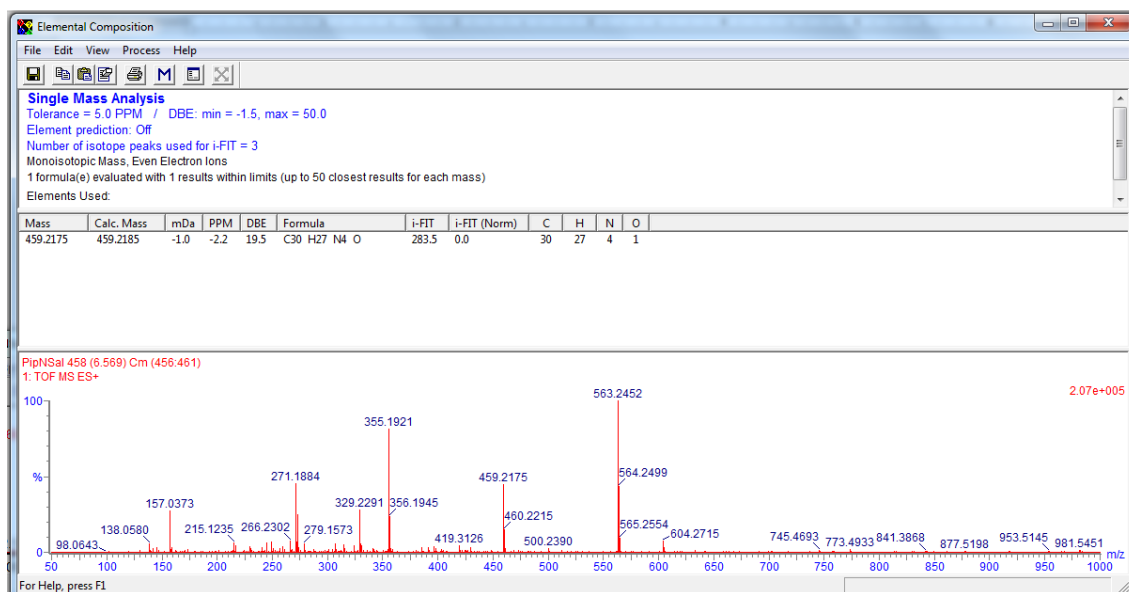 Elemental Composition
File Edit View Process Help
M
Single Mass Analysis
Tolerance = 5.0 PPM / DBE: min = -1.5, max = 50.0
Element prediction: Off
Number of isotope peaks used for i-FIT = 3
Monoisotopic Mass, Even Electron Ions
1 formula(e) evaluated with 1 results within limits (up to 50 closest results for each mass)
Elements Used:
Mass Calc. Mass mDa PPM DBE Formula i-FIT i-FIT (Norm) C H N O
459.2175 459.2185 -1.0 -2.2 19.5 C30 H27 N4 O 283.5 0.0 30 27 4 1
PipNSal 458 (6.569) Cm (456:461)
1: TOF MS ES+
2.07e+005
100
%
0
563.2452
355.1921
564.2499
271.1884
459.2175
157.0373
329.2291
356.1945
460.2215
565.2554
138.0580
215.1235
266.2302
279.1573
419.3126
604.2715
98.0643
500.2390
745.4693
773.4933
841.3868
877.5198
953.5145
981.5451
m/z
50 100 150 200 250 300 350 400 450 500 550 600 650 700 750 800 850 900 950 1000
For Help, press F1